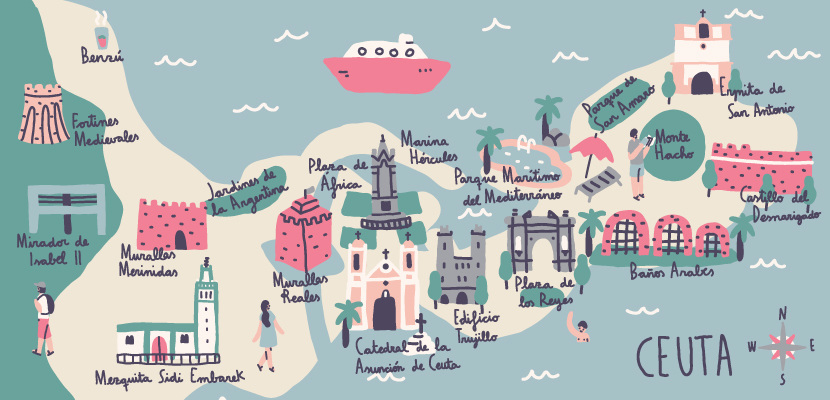 Benzú
Fortines
Medievales
Mirador de
Isabel II
Murallas
Merinidas
Jardines de
la Argentina
Mezquita Sidi Embarek
Murallas
Reales
Plaza de
África
Marina
Hércules
Catedral de la
Asunción de Ceuta
Edificio
Trujillo
Parque Marítimo
del Mediterráneo
Plaza de
los Reyes
Parque de
San Amaro
Monte
Hacho
Ermita de
San Antonio
Castillo del
Desnarigado
Baños Árabes
CEUTA
N
W
E
S